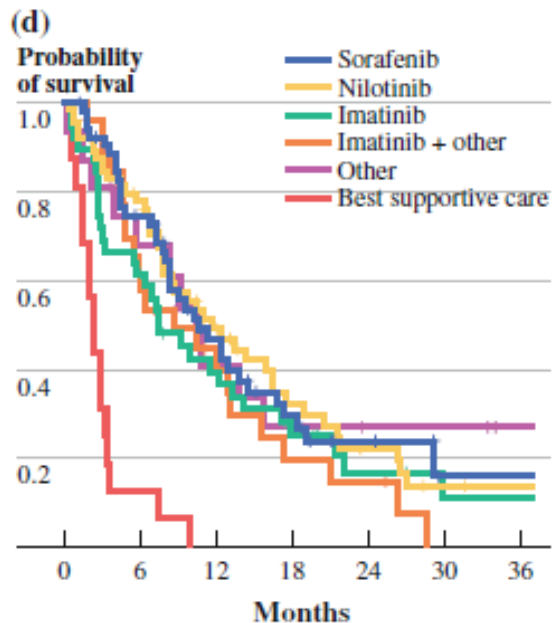 (d)
Probability
of survival
Sorafenib
Nilotinib
Imatinib
Imatinib + other
Other
Best supportive care
1.0
0.8
0.6
0.4
0.2
0 6 12 18 24 30 36
Months